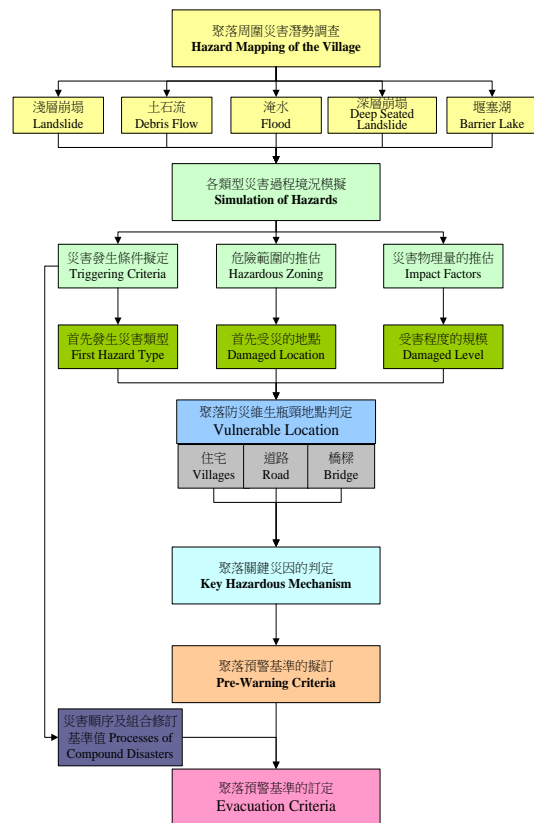 聚落周圍災害潛勢調查
Hazard Mapping of the Village
淺層崩塌
Landslide
土石流
Debris Flow
淹水
Flood
深層崩塌
Deep Seated
Landslide
堰塞湖
Barrier Lake
各類型災害過程境況模擬
Simulation of Hazards
災害發生條件擬定
Triggering Criteria
危險範圍的推估
Hazardous Zoning
災害物理量的推估
Impact Factors
首先發生災害類型
First Hazard Type
首先受災的地點
Damaged Location
受害程度的規模
Damaged Level
聚落防災維生瓶頸地點判定
Vulnerable Location
住宅
Villages
道路
Road
橋樑
Bridge
聚落關鍵災因的判定
Key Hazardous Mechanism
聚落預警基準的擬訂
Pre-Warning Criteria
災害順序及組合修訂
基準值 Processes of
Compound Disasters
聚落預警基準的訂定
Evacuation Criteria